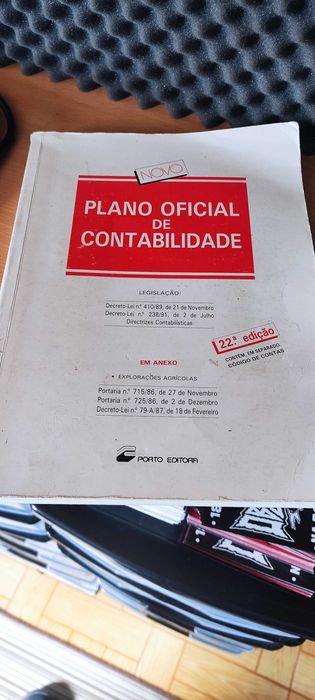 NOVO
PLANO OFICIAL
DE
CONTABILIDADE
LEGISLAÇÃO:
Decreto-Lei n.º 410/89, de 21 de Novembro
Decreto-Lei n.º 238/91, de 2 de Julho
Directrizes Contabilísticas
22.ª edição
CONTÉM, EM SEPARADO,
CÓDIGO DE CONTAS
EM ANEXO
• EXPLORAÇÕES AGRÍCOLAS
Portaria n.º 715/86, de 27 de Novembro
Portaria n.º 725/86, de 2 de Dezembro
Decreto-Lei n.º 79-A/87, de 18 de Fevereiro
PORTO EDITORA